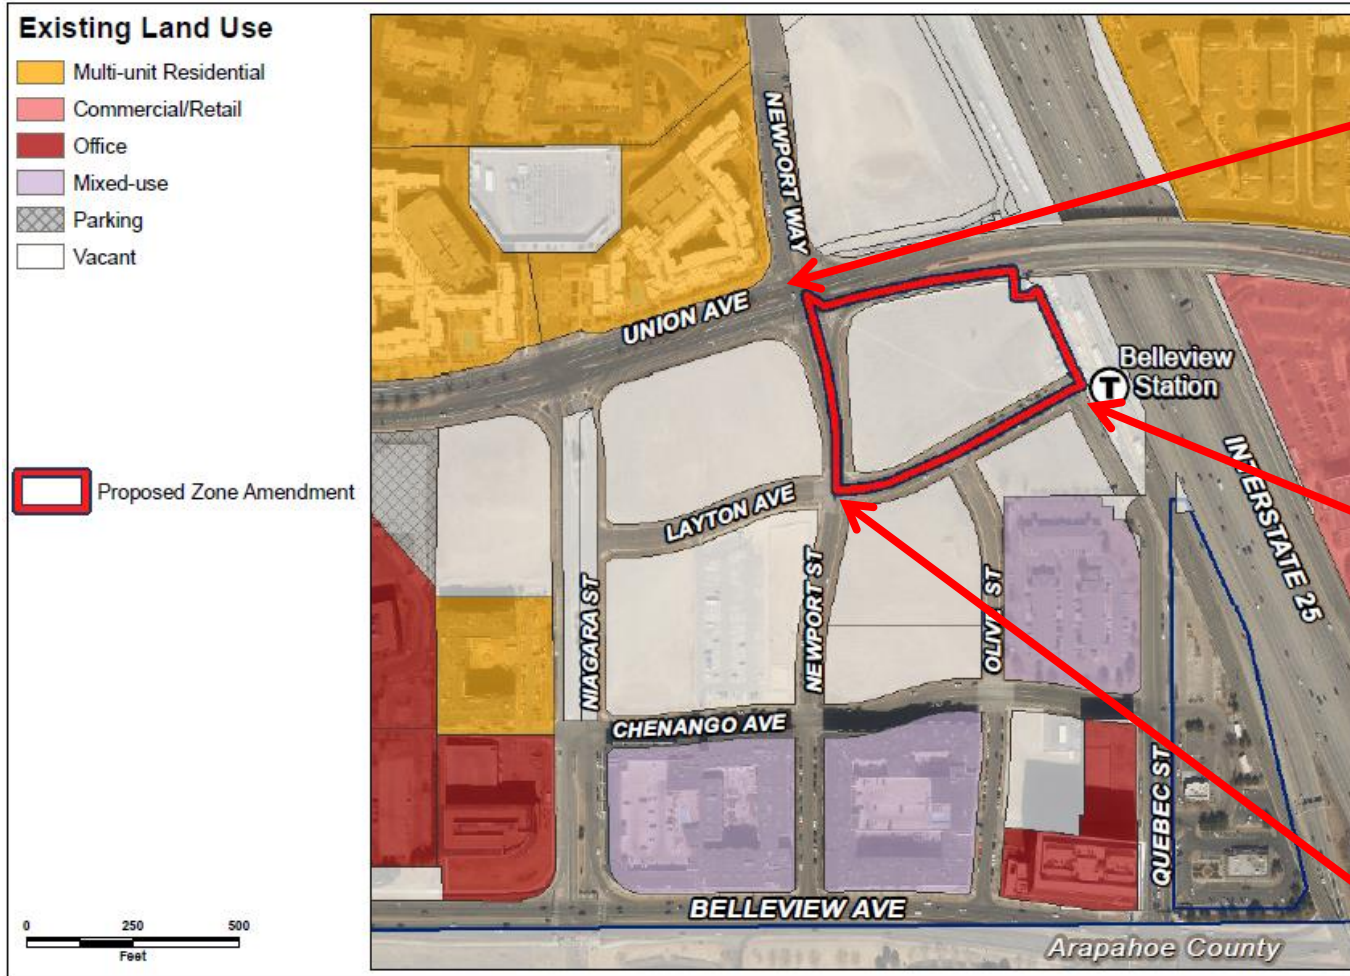 Existing Land Use
Multi-unit Residential
Commercial/Retail
Office
Mixed-use
Parking
Vacant
Proposed Zone Amendment
0 250 500
Feet
NEWPORT WAY
UNION AVE
Belleview
Station
T
INTERSTATE 25
LAYTON AVE
NIAGARA ST
NEWPORT ST
OLIVE ST
CHENANGO AVE
QUEBEC ST
BELLEVIEW AVE
Arapahoe County